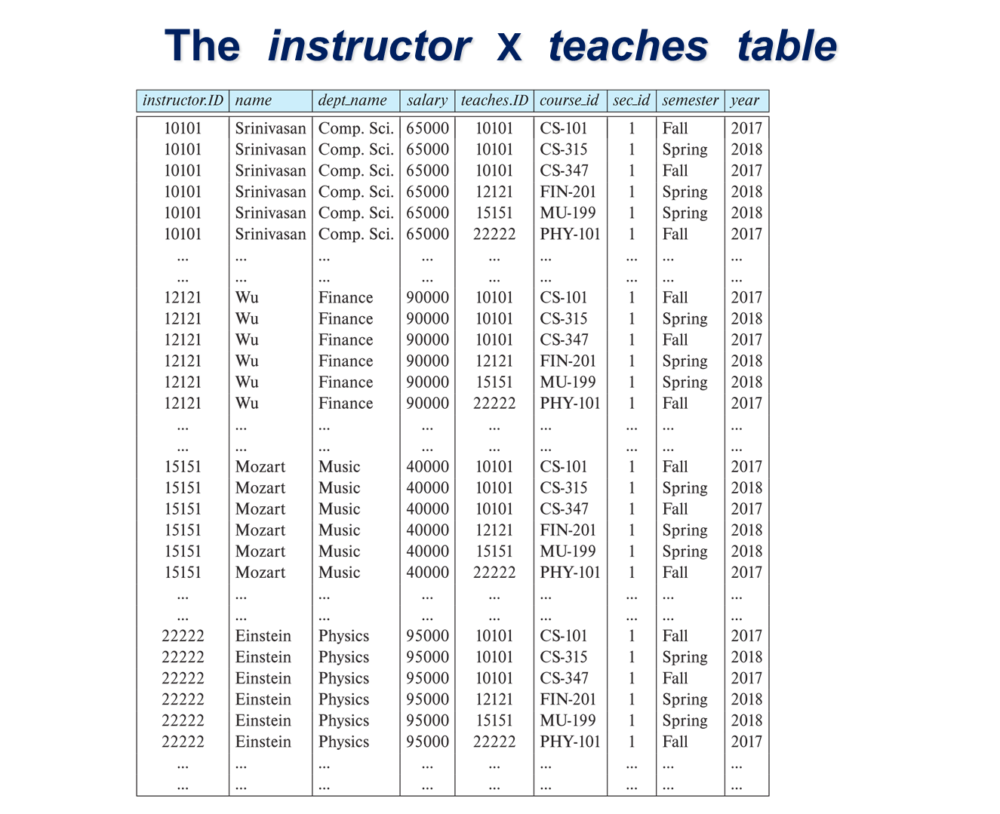 The instructor x teaches table
instructor.ID name dept_name salary teaches.ID course_id sec_id semester year
10101 Srinivasan Comp. Sci. 65000 10101 CS-101 1 Fall 2017
10101 Srinivasan Comp. Sci. 65000 10101 CS-315 1 Spring 2018
10101 Srinivasan Comp. Sci. 65000 10101 CS-347 1 Fall 2017
10101 Srinivasan Comp. Sci. 65000 12121 FIN-201 1 Spring 2018
10101 Srinivasan Comp. Sci. 65000 15151 MU-199 1 Spring 2018
10101 Srinivasan Comp. Sci. 65000 22222 PHY-101 1 Fall 2017
... ... ... ... ... ... ... ... ...
... ... ... ... ... ... ... ... ...
12121 Wu Finance 90000 10101 CS-101 1 Fall 2017
12121 Wu Finance 90000 10101 CS-315 1 Spring 2018
12121 Wu Finance 90000 10101 CS-347 1 Fall 2017
12121 Wu Finance 90000 12121 FIN-201 1 Spring 2018
12121 Wu Finance 90000 15151 MU-199 1 Spring 2018
12121 Wu Finance 90000 22222 PHY-101 1 Fall 2017
... ... ... ... ... ... ... ... ...
... ... ... ... ... ... ... ... ...
15151 Mozart Music 40000 10101 CS-101 1 Fall 2017
15151 Mozart Music 40000 10101 CS-315 1 Spring 2018
15151 Mozart Music 40000 10101 CS-347 1 Fall 2017
15151 Mozart Music 40000 12121 FIN-201 1 Spring 2018
15151 Mozart Music 40000 15151 MU-199 1 Spring 2018
15151 Mozart Music 40000 22222 PHY-101 1 Fall 2017
... ... ... ... ... ... ... ... ...
... ... ... ... ... ... ... ... ...
22222 Einstein Physics 95000 10101 CS-101 1 Fall 2017
22222 Einstein Physics 95000 10101 CS-315 1 Spring 2018
22222 Einstein Physics 95000 10101 CS-347 1 Fall 2017
22222 Einstein Physics 95000 12121 FIN-201 1 Spring 2018
22222 Einstein Physics 95000 15151 MU-199 1 Spring 2018
22222 Einstein Physics 95000 22222 PHY-101 1 Fall 2017
... ... ... ... ... ... ... ... ...
... ... ... ... ... ... ... ... ...